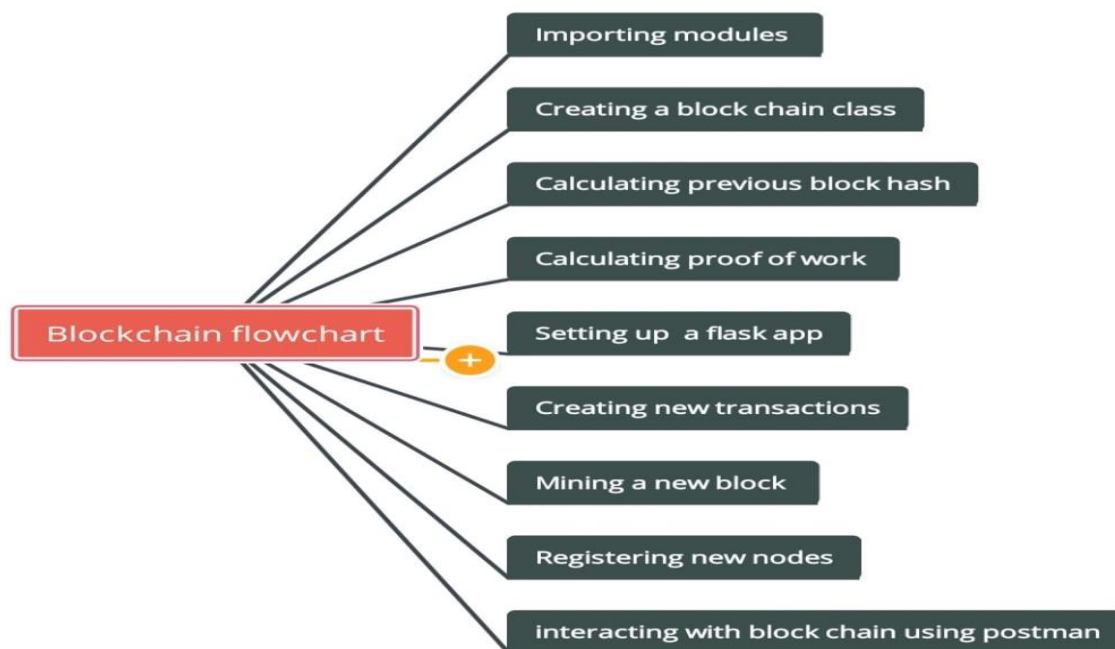 Importing modules
Creating a block chain class
Calculating previous block hash
Calculating proof of work
Blockchain flowchart
Setting up a flask app
Creating new transactions
Mining a new block
Registering new nodes
interacting with block chain using postman